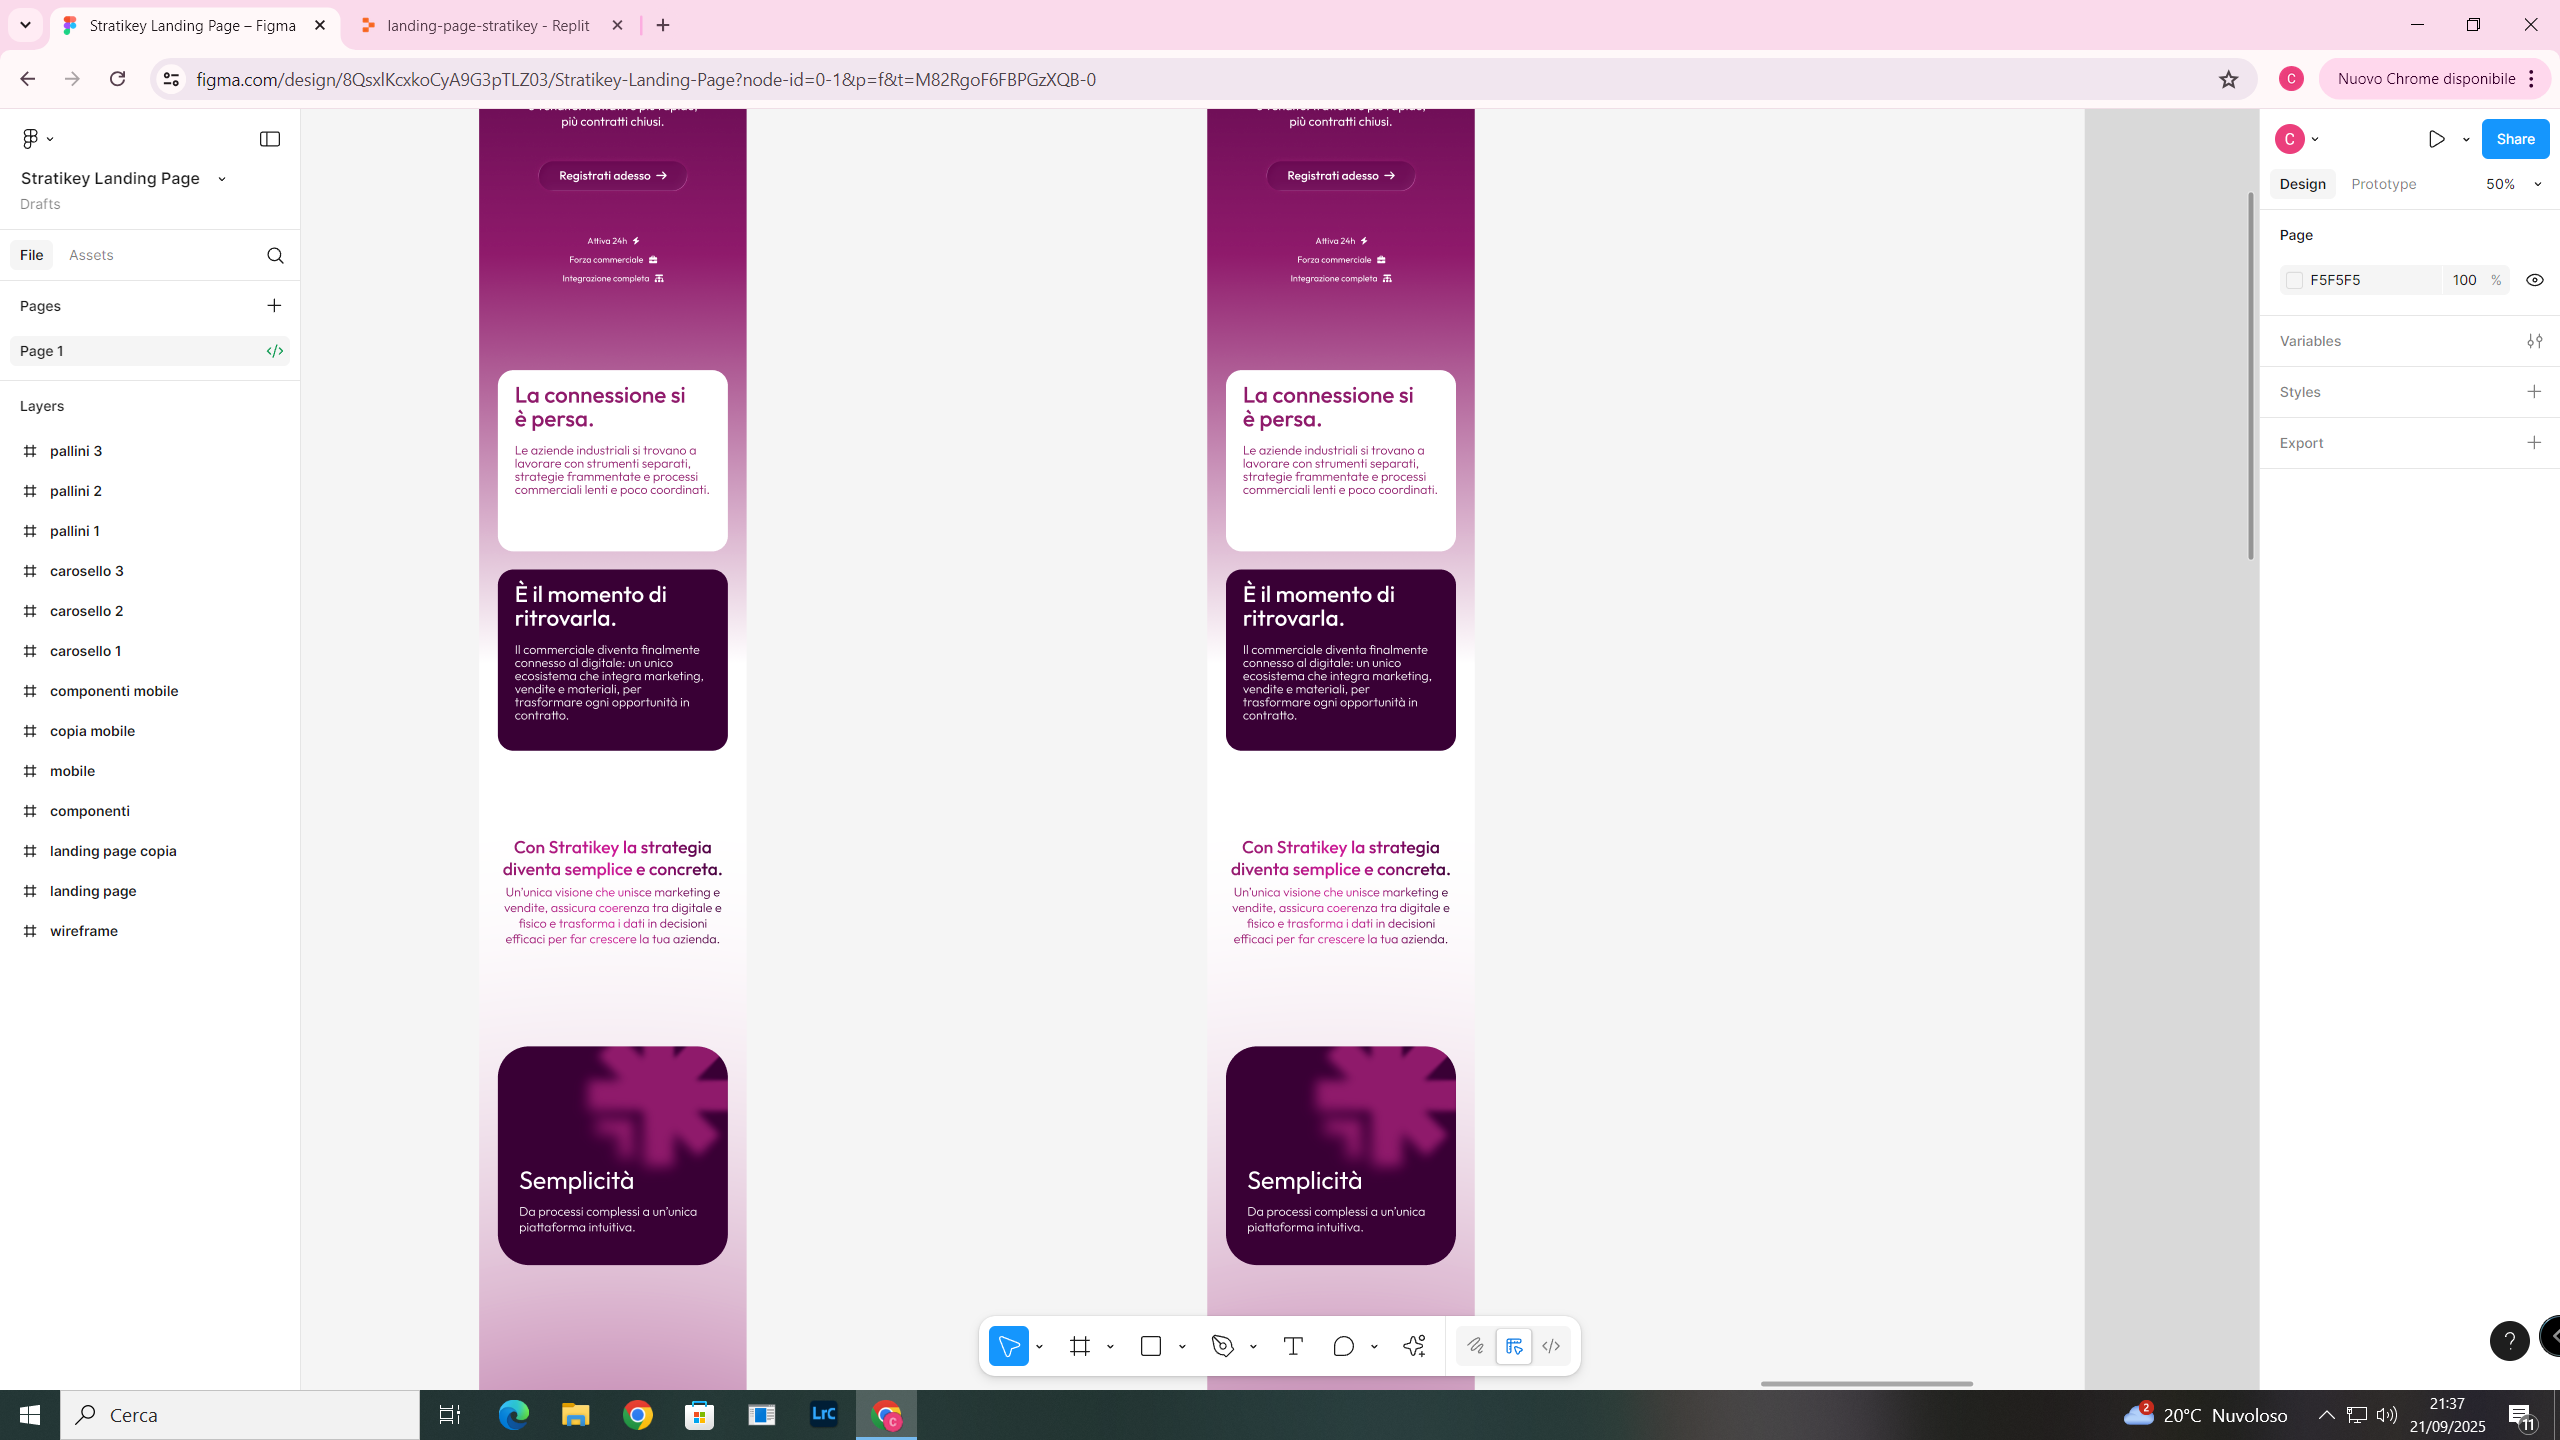 Stratikey Landing Page – Figma
landing-page-stratikey - Replit
figma.com/design/8QsxlKcxkoCyA9G3pTLZ03/Stratikey-Landing-Page?node-id=0-1&p=f&t=M82RgoF6FBPGzXQB-0
C
Nuovo Chrome disponibile
Stratikey Landing Page
Drafts
File
Assets
Pages
Page 1
Layers
pallini 3
pallini 2
pallini 1
carosello 3
carosello 2
carosello 1
componenti mobile
copia mobile
mobile
componenti
landing page copia
landing page
wireframe
più contratti chiusi.
Registrati adesso →
Attiva 24h
Forza commerciale
Integrazione completa
La connessione si
è persa.
Le aziende industriali si trovano a
lavorare con strumenti separati,
strategie frammentate e processi
commerciali lenti e poco coordinati.
È il momento di
ritrovarla.
Il commerciale diventa finalmente
connesso al digitale: un unico
ecosistema che integra marketing,
vendite e materiali, per
trasformare ogni opportunità in
contratto.
Con Stratikey la strategia
diventa semplice e concreta.
Un'unica visione che unisce marketing e
vendite, assicura coerenza tra digitale e
fisico e trasforma i dati in decisioni
efficaci per far crescere la tua azienda.
Semplicità
Da processi complessi a un'unica
piattaforma intuitiva.
più contratti chiusi.
Registrati adesso →
Attiva 24h
Forza commerciale
Integrazione completa
La connessione si
è persa.
Le aziende industriali si trovano a
lavorare con strumenti separati,
strategie frammentate e processi
commerciali lenti e poco coordinati.
È il momento di
ritrovarla.
Il commerciale diventa finalmente
connesso al digitale: un unico
ecosistema che integra marketing,
vendite e materiali, per
trasformare ogni opportunità in
contratto.
Con Stratikey la strategia
diventa semplice e concreta.
Un'unica visione che unisce marketing e
vendite, assicura coerenza tra digitale e
fisico e trasforma i dati in decisioni
efficaci per far crescere la tua azienda.
Semplicità
Da processi complessi a un'unica
piattaforma intuitiva.
C
Share
Design
Prototype
50%
Page
F5F5F5
100 %
Variables
Styles
Export
?
Cerca
LrC
C
2
20°C Nuvoloso
21:37
21/09/2025
11